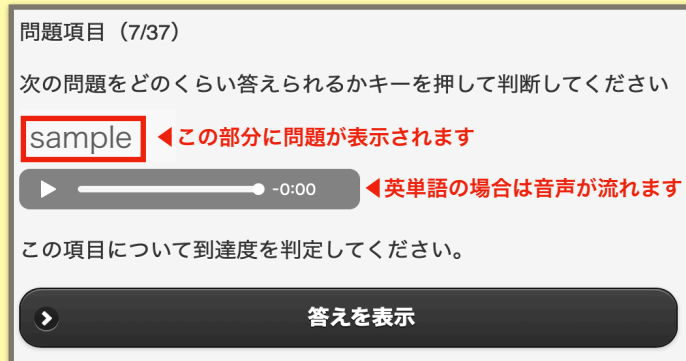 問題項目（7/37）
次の問題をどのくらい答えられるかキーを押して判断してください
sample ◀この部分に問題が表示されます
-0:00 ◀英単語の場合は音声が流れます
この項目について到達度を判定してください。
答えを表示